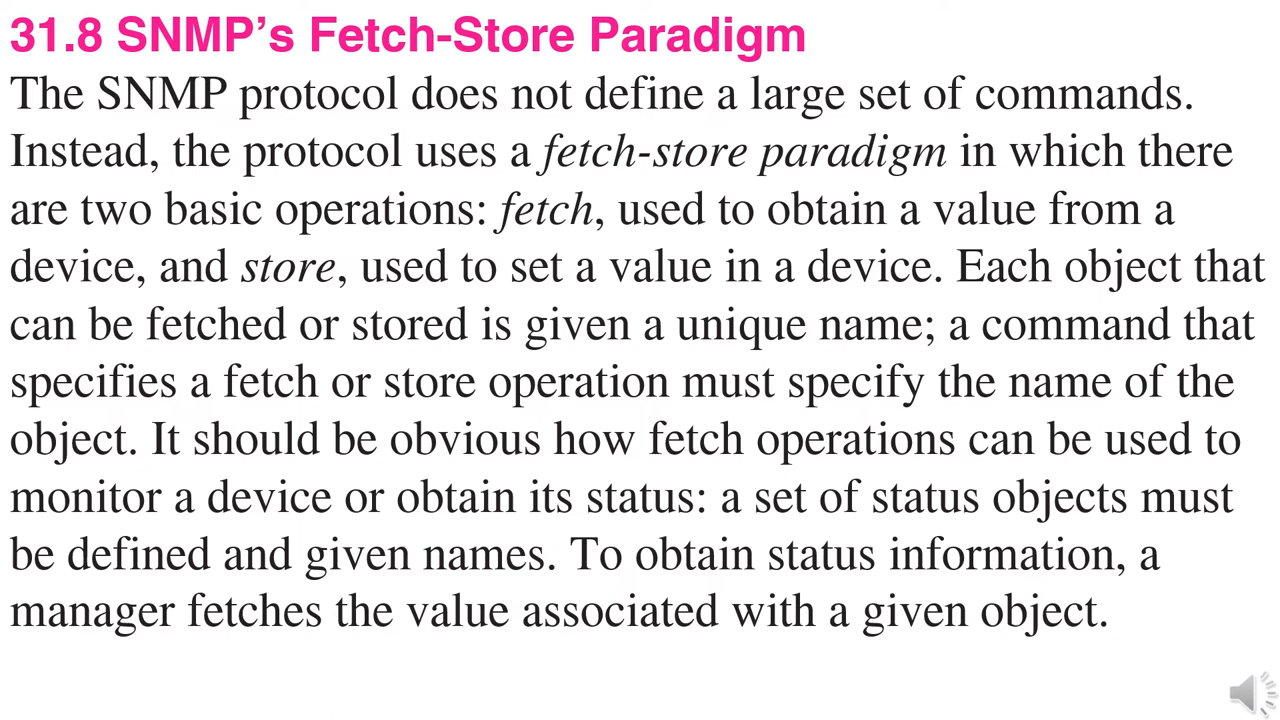 31.8 SNMP’s Fetch-Store Paradigm
The SNMP protocol does not define a large set of commands.
Instead, the protocol uses a fetch-store paradigm in which there
are two basic operations: fetch, used to obtain a value from a
device, and store, used to set a value in a device. Each object that
can be fetched or stored is given a unique name; a command that
specifies a fetch or store operation must specify the name of the
object. It should be obvious how fetch operations can be used to
monitor a device or obtain its status: a set of status objects must
be defined and given names. To obtain status information, a
manager fetches the value associated with a given object.